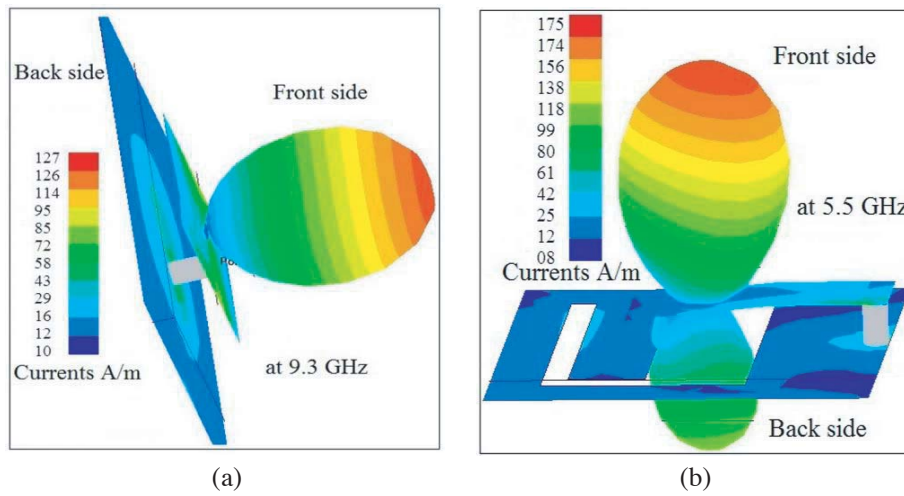 Back side
Front side
127
126
114
95
85
72
58
43
29
16
12
10
Currents A/m
at 9.3 GHz
(a)
175
174
156
138
118
99
80
61
42
25
12
08
Front side
at 5.5 GHz
Currents A/m
Back side
(b)